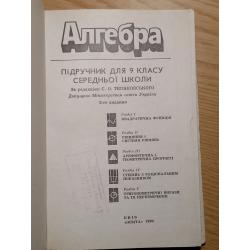 Алгебра
ПІДРУЧНИК ДЛЯ 9 КЛАСУ
СЕРЕДНЬОЇ ШКОЛИ
За редакцією С. О. ТЕЛЯКОВСЬКОГО
Допущено Міністерством освіти України
Розділ I
КВАДРАТИЧНА ФУНКЦІЯ
Розділ II
РІВНЯННЯ І
СИСТЕМИ РІВНЯНЬ
Розділ III
АРИФМЕТИЧНА І
ГЕОМЕТРИЧНА ПРОГРЕСІЇ
Розділ IV
СТЕПІНЬ З РАЦІОНАЛЬНИМ
ПОКАЗНИКОМ
Розділ V
ТРИГОНОМЕТРИЧНІ ВИРАЗИ
ТА ЇХ ПЕРЕТВОРЕННЯ
КИЇВ
«ОСВІТА»